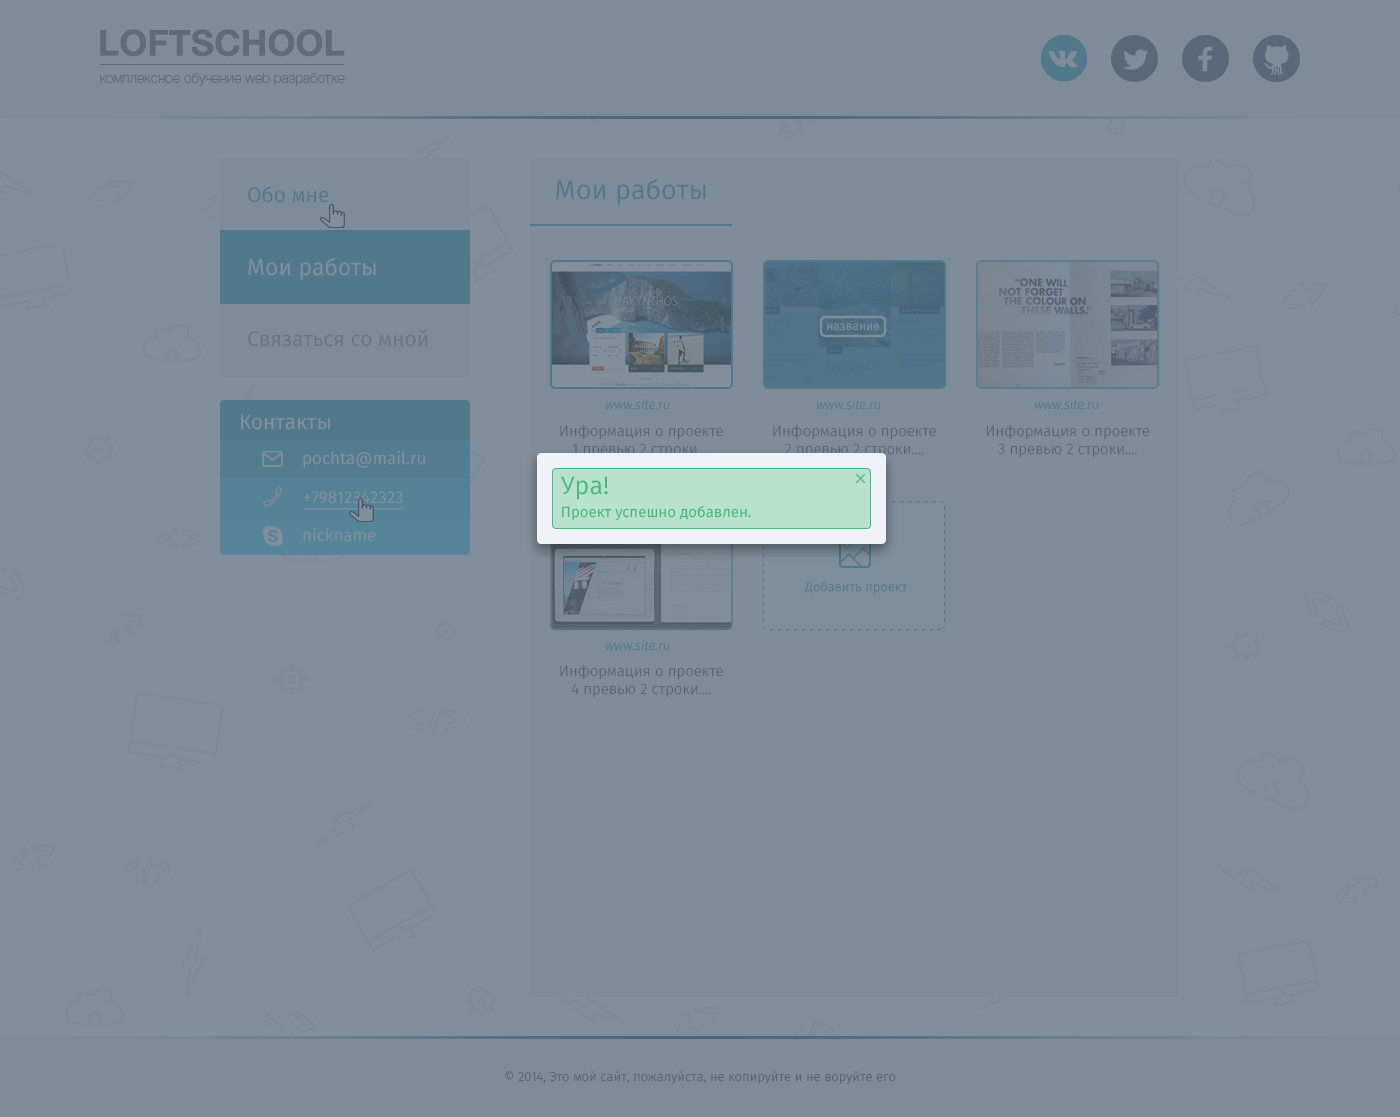 LOFTSCHOOL
комплексное обучение web разработке
Обо мне
Мои работы
Связаться со мной
Контакты
pochta@mail.ru
+79812342323
nickname
Мои работы
ZAKYNTHOS
название
"ONE WILL
NOT FORGET
THE COLOUR ON
THESE WALLS."
www.site.ru
www.site.ru
www.site.ru
Информация о проекте
1 превью 2 строки....
Информация о проекте
2 превью 2 строки....
Информация о проекте
3 превью 2 строки....
Ура!
Проект успешно добавлен.
Добавить проект
www.site.ru
Информация о проекте
4 превью 2 строки....
© 2014, Это мой сайт, пожалуйста, не копируйте и не воруйте его